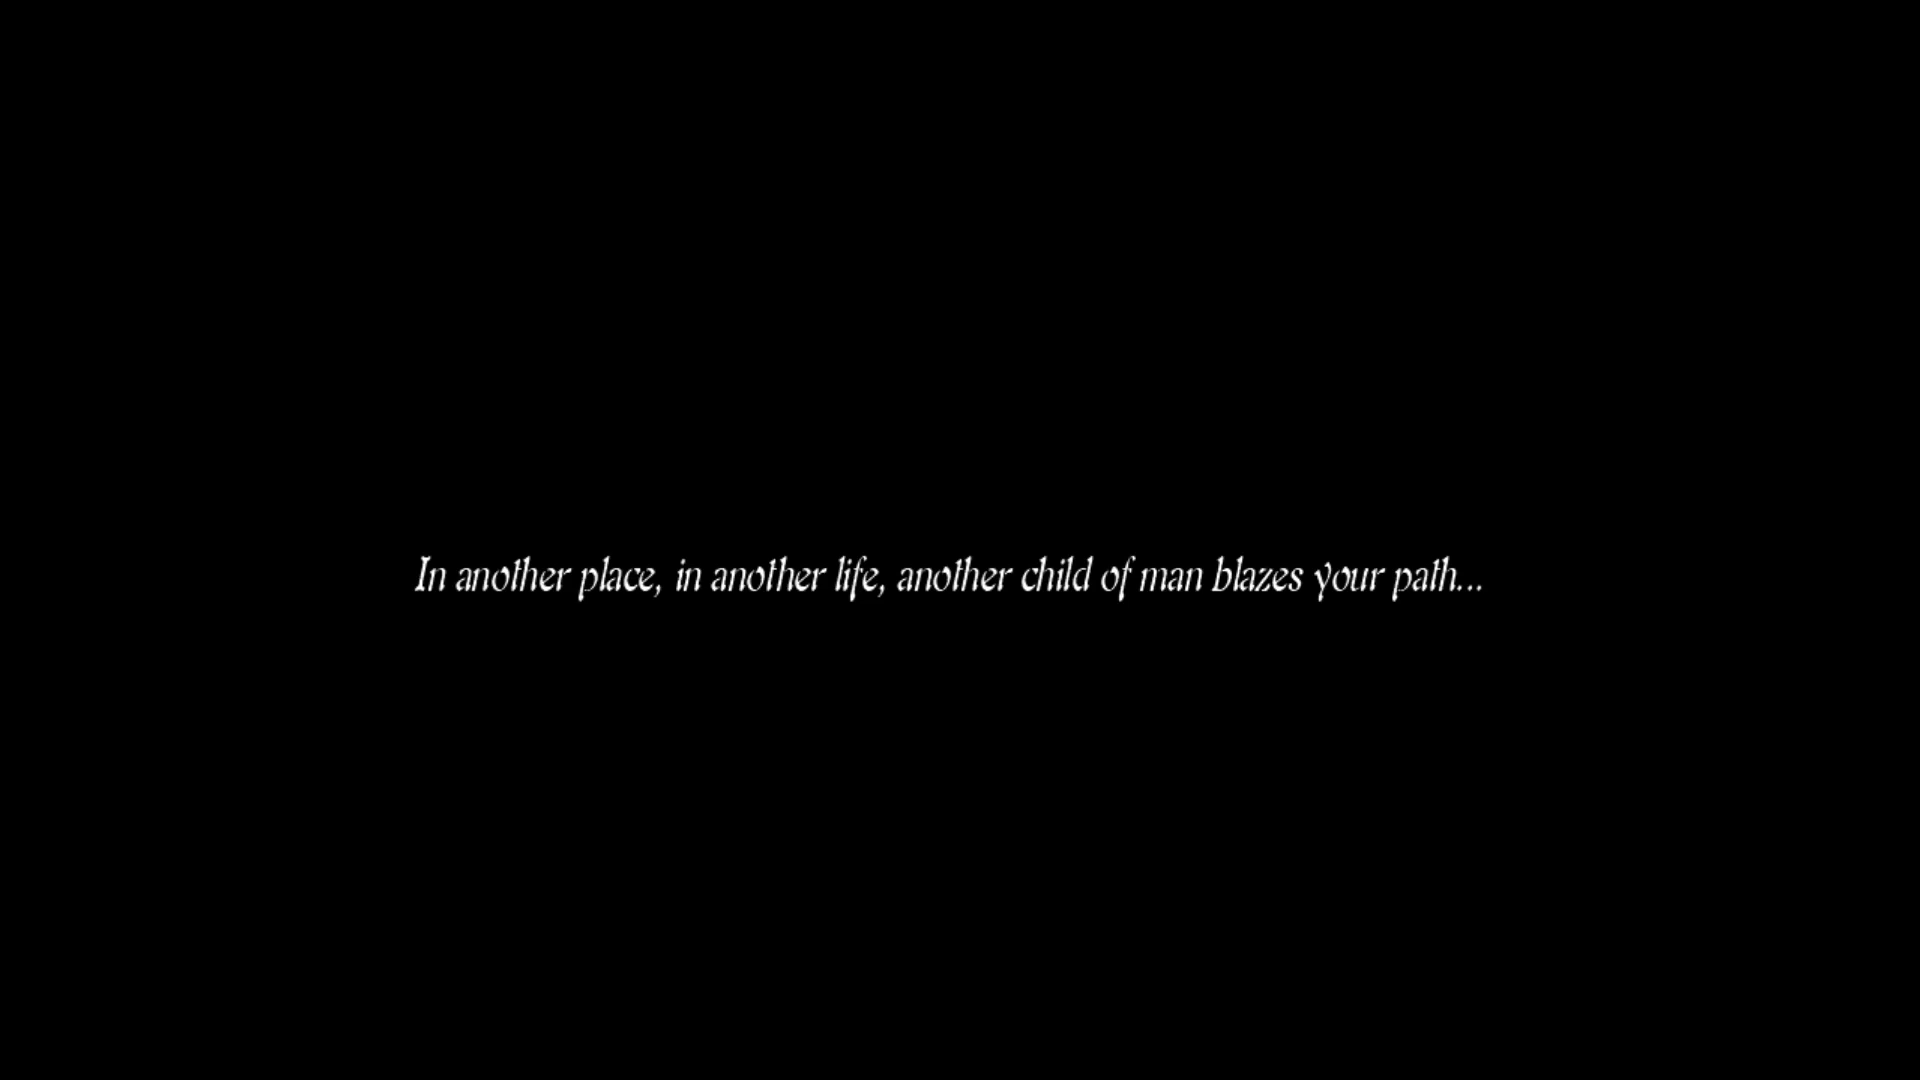 In another place, in another life, another child of man blazes your path...